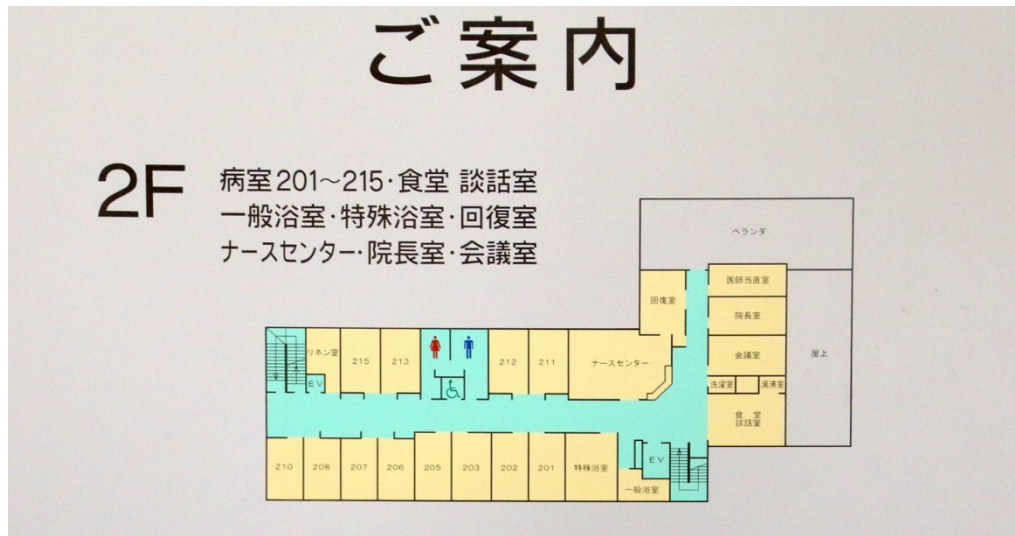 ご案内
2F
病室201～215・食堂 談話室
一般浴室・特殊浴室・回復室
ナースセンター・院長室・会議室
ベランダ
医師当直室
回復室
院長室
リネン室
215
213
212
211
ナースセンター
会議室
屋上
EV
洗濯室
湯沸室
食堂
談話室
210
208
207
206
205
203
202
201
特殊浴室
EV
一般浴室